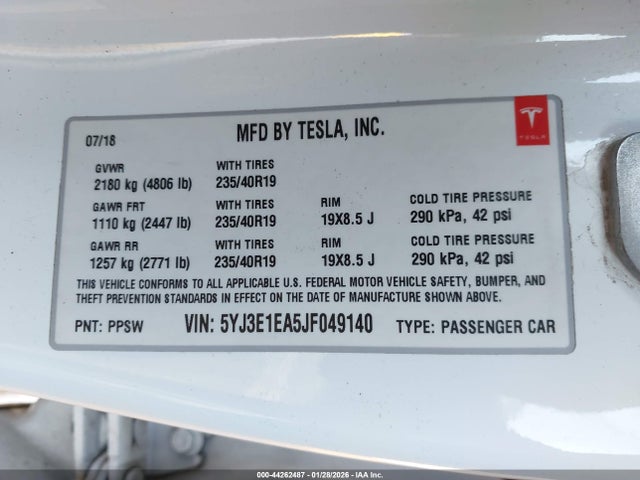 07/18 MFD BY TESLA, INC. TESLA
GVWR WITH TIRES
2180 kg (4806 lb) 235/40R19
GAWR FRT WITH TIRES RIM COLD TIRE PRESSURE
1110 kg (2447 lb) 235/40R19 19X8.5 J 290 kPa, 42 psi
GAWR RR WITH TIRES RIM COLD TIRE PRESSURE
1257 kg (2771 lb) 235/40R19 19X8.5 J 290 kPa, 42 psi
THIS VEHICLE CONFORMS TO ALL APPLICABLE U.S. FEDERAL MOTOR VEHICLE SAFETY, BUMPER, AND
THEFT PREVENTION STANDARDS IN EFFECT ON THE DATE OF MANUFACTURE SHOWN ABOVE.
PNT: PPSW VIN: 5YJ3E1EA5JF049140 TYPE: PASSENGER CAR
000-44262487 - 01/28/2026 - IAA Inc.